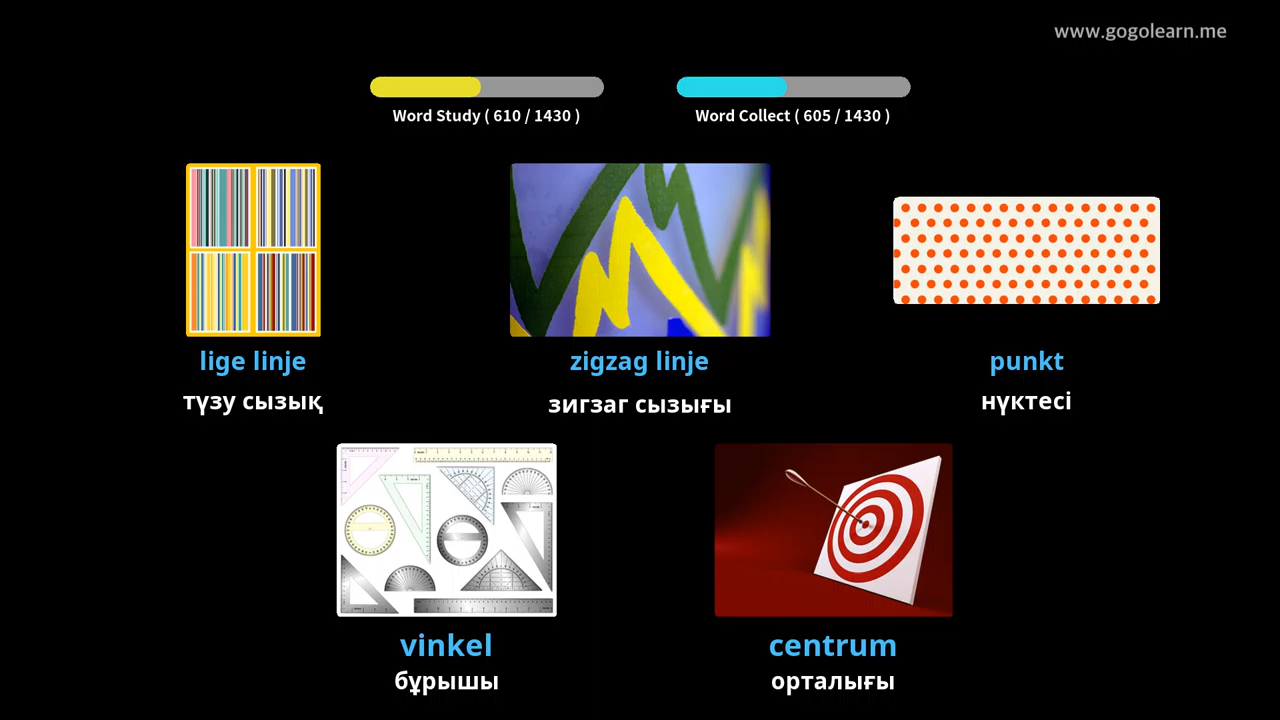 www.gogolearn.me
Word Study ( 610 / 1430 )
Word Collect ( 605 / 1430 )
lige linje
zigzag linje
punkt
түзу сызық
зигзаг сызығы
нүктесі
vinkel
centrum
бұрышы
орталығы